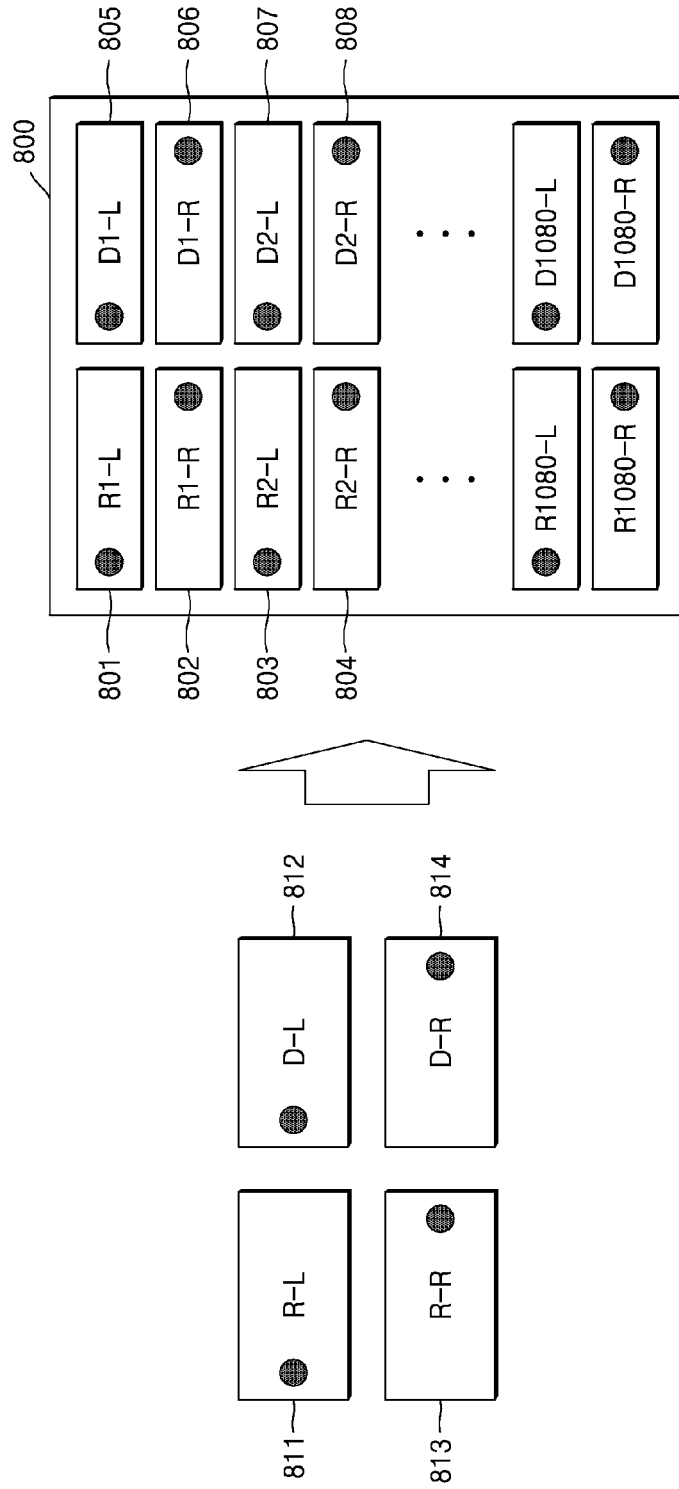 811 R-L D-L 812
813 R-R D-R 814
800
801 R1-L D1-L 805
802 R1-R D1-R 806
803 R2-L D2-L 807
804 R2-R D2-R 808
R1080-L D1080-L
R1080-R D1080-R